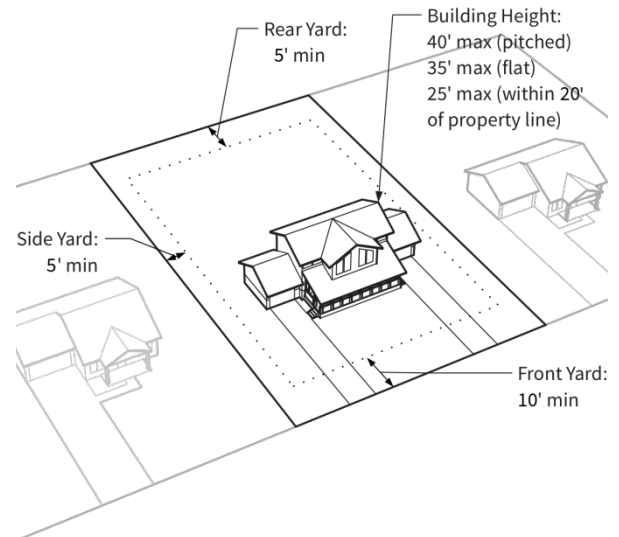 Rear Yard:
5' min
Building Height:
40' max (pitched)
35' max (flat)
25' max (within 20'
of property line)
Side Yard:
5' min
Front Yard:
10' min